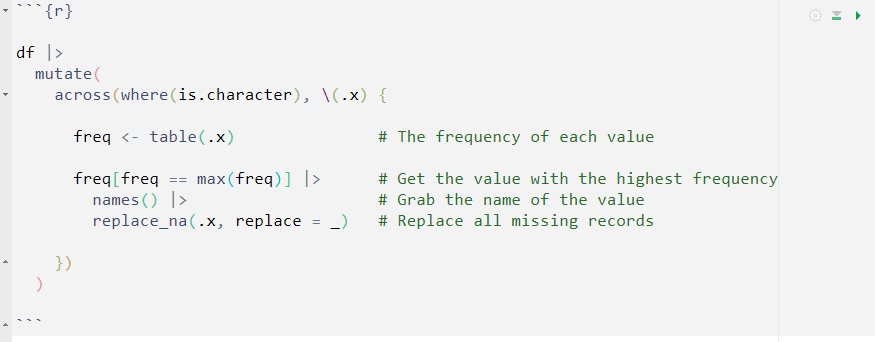 ```{r}
df |>
  mutate(
    across(where(is.character), \(.x) {
      freq <- table(.x)               # The frequency of each value
      freq[freq == max(freq)] |>      # Get the value with the highest frequency
        names() |>                    # Grab the name of the value
        replace_na(.x, replace = _)   # Replace all missing records
    })
  )
```